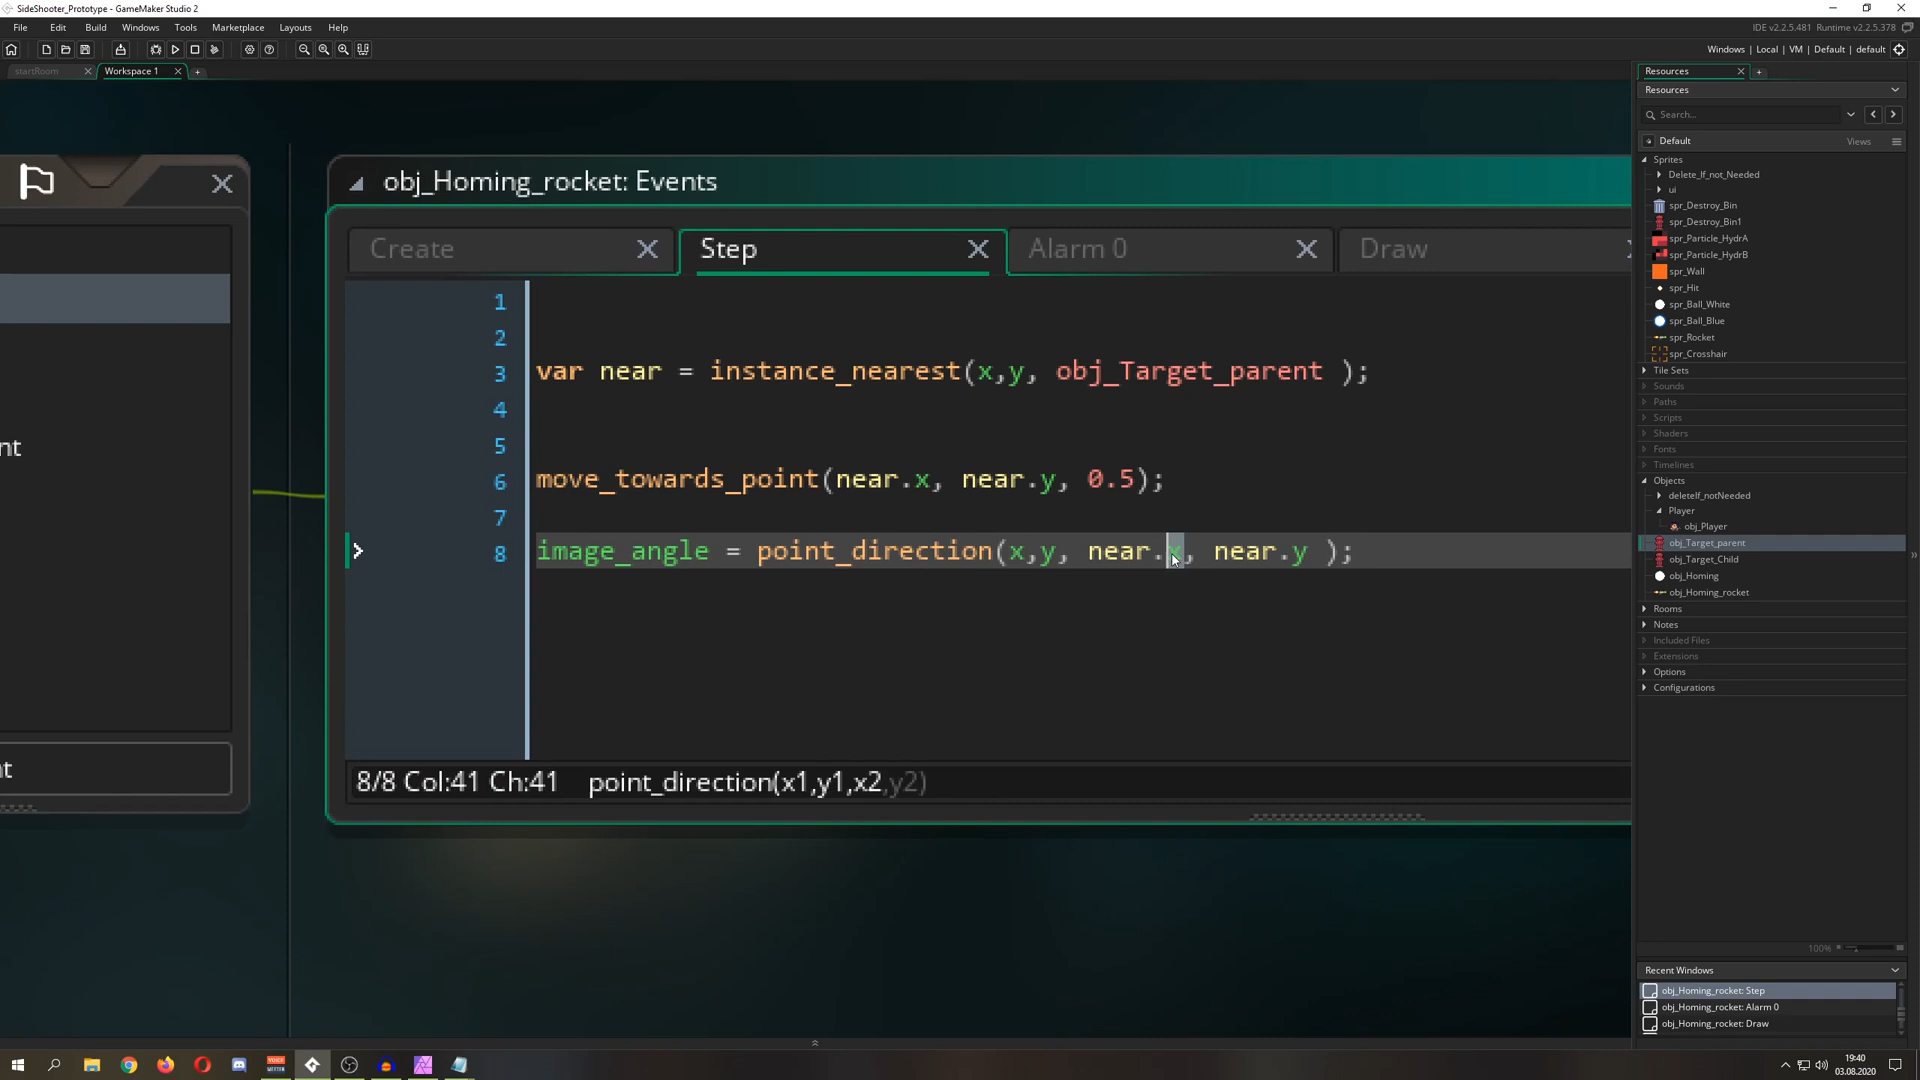 SideShooter_Prototype - GameMaker Studio 2
File Edit Build Windows Tools Marketplace Layouts Help
IDE v2.2.5.481 Runtime v2.2.5.378
Windows | Local | VM | Default | default
startRoom
Workspace 1
Resources
Resources
Search...
Default
Views
Sprites
Delete_If_not_Needed
ui
spr_Destroy_Bin
spr_Destroy_Bin1
spr_Particle_HydrA
spr_Particle_HydrB
spr_Wall
spr_Hit
spr_Ball_White
spr_Ball_Blue
spr_Rocket
spr_Crosshair
Tile Sets
Sounds
Paths
Scripts
Shaders
Fonts
Timelines
Objects
deleteIf_notNeeded
Player
obj_Player
obj_Target_parent
obj_Target_Child
obj_Homing
obj_Homing_rocket
Rooms
Notes
Included Files
Extensions
Options
Configurations
100%
Recent Windows
obj_Homing_rocket: Step
obj_Homing_rocket: Alarm 0
obj_Homing_rocket: Draw
nt
t
obj_Homing_rocket: Events
Create
Step
Alarm 0
Draw
1
2
3 var near = instance_nearest(x,y, obj_Target_parent );
4
5
6 move_towards_point(near.x, near.y, 0.5);
7
8 image_angle = point_direction(x,y, near.x, near.y );
8/8 Col:41 Ch:41 point_direction(x1,y1,x2,y2)
19:40
03.08.2020